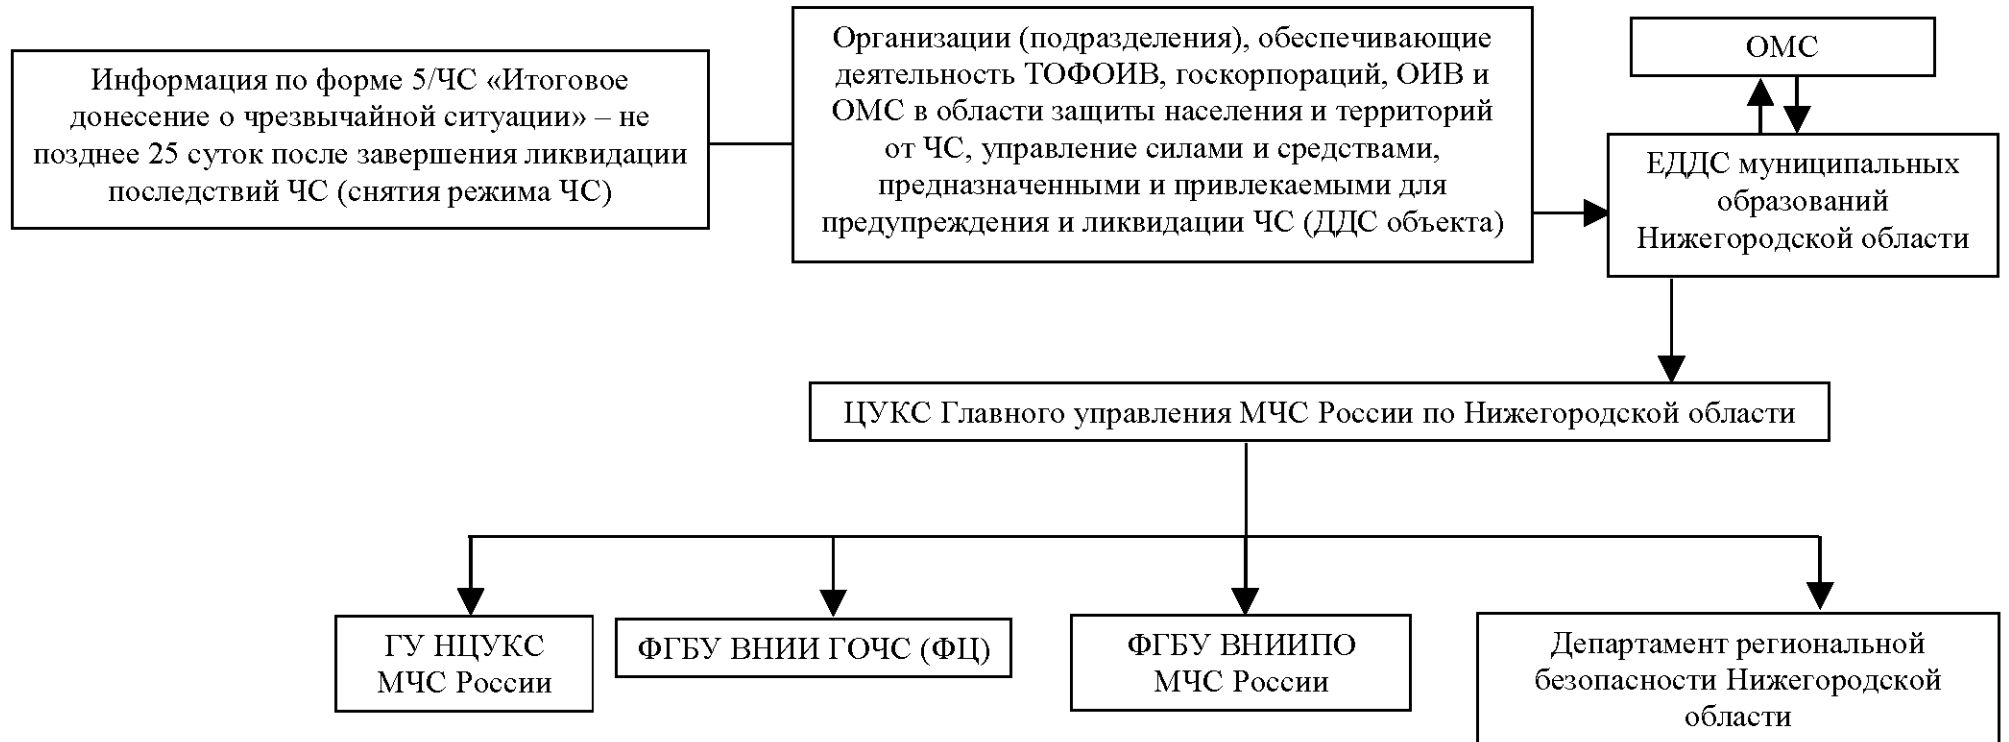 Информация по форме 5/ЧС «Итоговое
донесение о чрезвычайной ситуации» – не
позднее 25 суток после завершения ликвидации
последствий ЧС (снятия режима ЧС)
Организации (подразделения), обеспечивающие
деятельность ТОФОИВ, госкорпораций, ОИВ и
ОМС в области защиты населения и территорий
от ЧС, управление силами и средствами,
предназначенными и привлекаемыми для
предупреждения и ликвидации ЧС (ДДС объекта)
ОМС
ЕДДС муниципальных
образований
Нижегородской области
ЦУКС Главного управления МЧС России по Нижегородской области
ГУ НЦУКС
МЧС России
ФГБУ ВНИИ ГОЧС (ФЦ)
ФГБУ ВНИИПО
МЧС России
Департамент региональной
безопасности Нижегородской
области